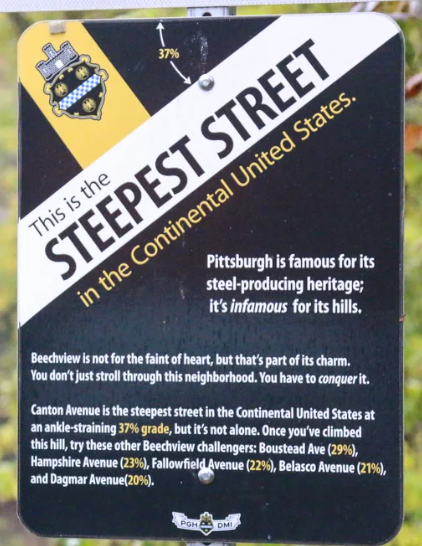 37%
This is the
STEEPEST STREET
in the Continental United States.
Pittsburgh is famous for its
steel-producing heritage;
it's infamous for its hills.
Beechview is not for the faint of heart, but that's part of its charm.
You don't just stroll through this neighborhood. You have to conquer it.
Canton Avenue is the steepest street in the Continental United States at
an ankle-straining 37% grade, but it's not alone. Once you've climbed
this hill, try these other Beechview challengers: Boustead Ave (29%),
Hampshire Avenue (23%), Fallowfield Avenue (22%), Belasco Avenue (21%),
and Dagmar Avenue(20%).
PGH DMI